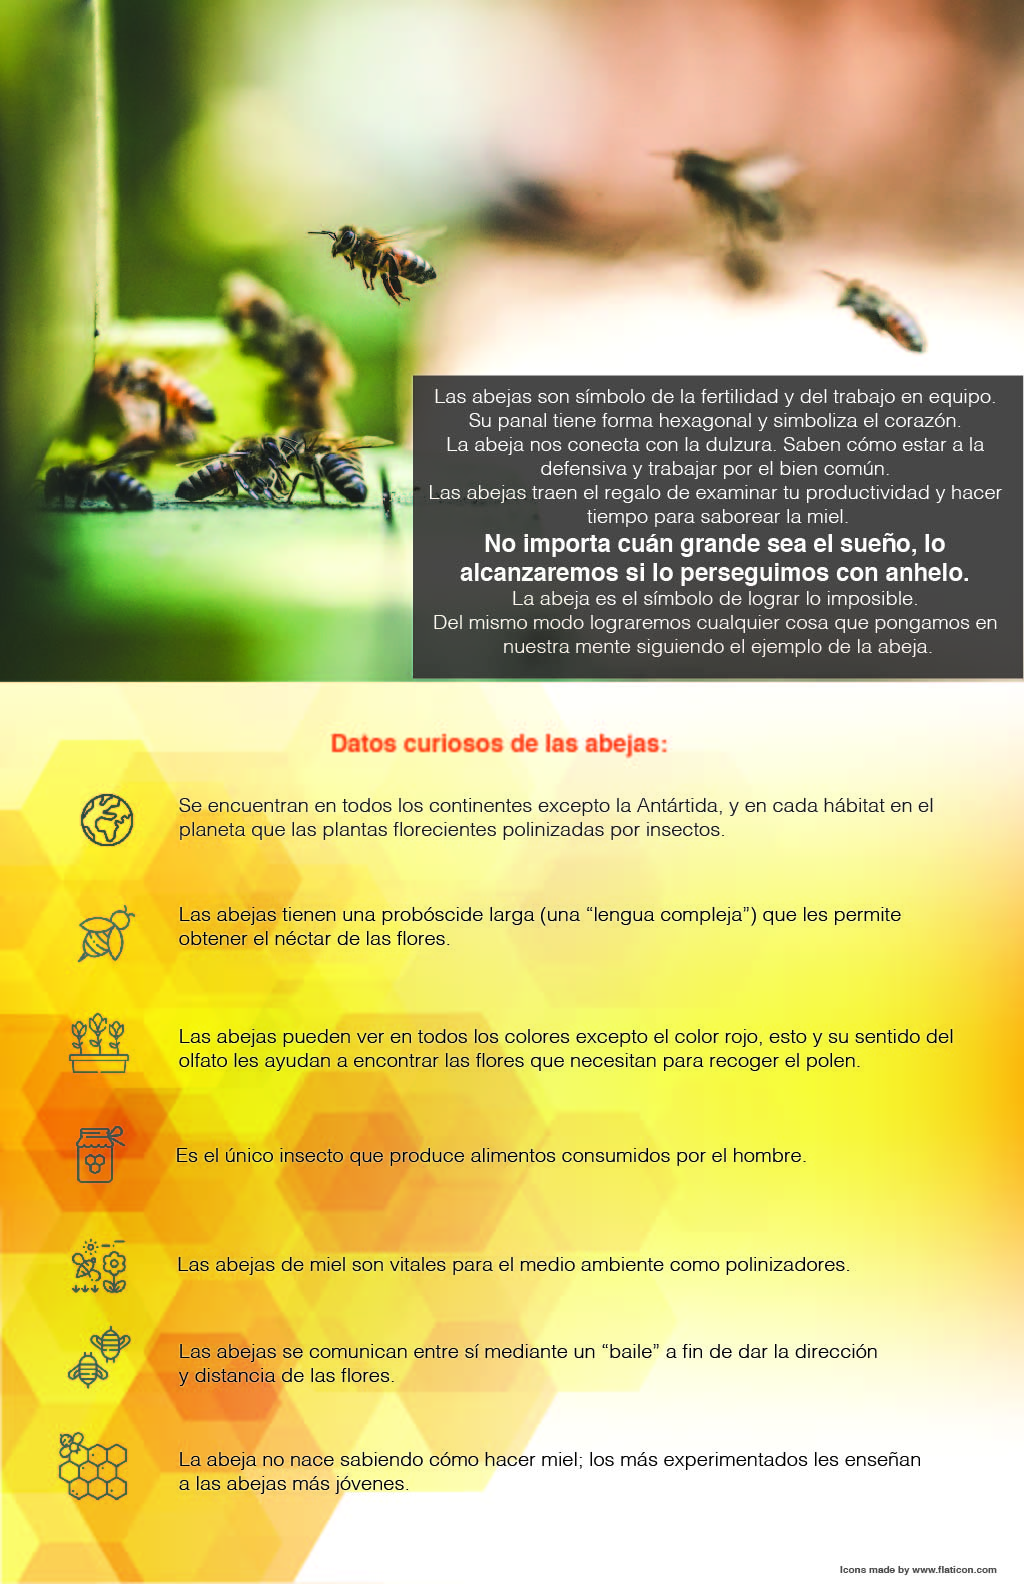 Las abejas son símbolo de la fertilidad y del trabajo en equipo.
Su panal tiene forma hexagonal y simboliza el corazón.
La abeja nos conecta con la dulzura. Saben cómo estar a la
defensiva y trabajar por el bien común.
Las abejas traen el regalo de examinar tu productividad y hacer
tiempo para saborear la miel.
No importa cuán grande sea el sueño, lo
alcanzaremos si lo perseguimos con anhelo.
La abeja es el símbolo de lograr lo imposible.
Del mismo modo lograremos cualquier cosa que pongamos en
nuestra mente siguiendo el ejemplo de la abeja.
Datos curiosos de las abejas:
Se encuentran en todos los continentes excepto la Antártida, y en cada hábitat en el
planeta que las plantas florecientes polinizadas por insectos.
Las abejas tienen una probóscide larga (una “lengua compleja”) que les permite
obtener el néctar de las flores.
Las abejas pueden ver en todos los colores excepto el color rojo, esto y su sentido del
olfato les ayudan a encontrar las flores que necesitan para recoger el polen.
Es el único insecto que produce alimentos consumidos por el hombre.
Las abejas de miel son vitales para el medio ambiente como polinizadores.
Las abejas se comunican entre sí mediante un “baile” a fin de dar la dirección
y distancia de las flores.
La abeja no nace sabiendo cómo hacer miel; los más experimentados les enseñan
a las abejas más jóvenes.
Icons made by www.flaticon.com